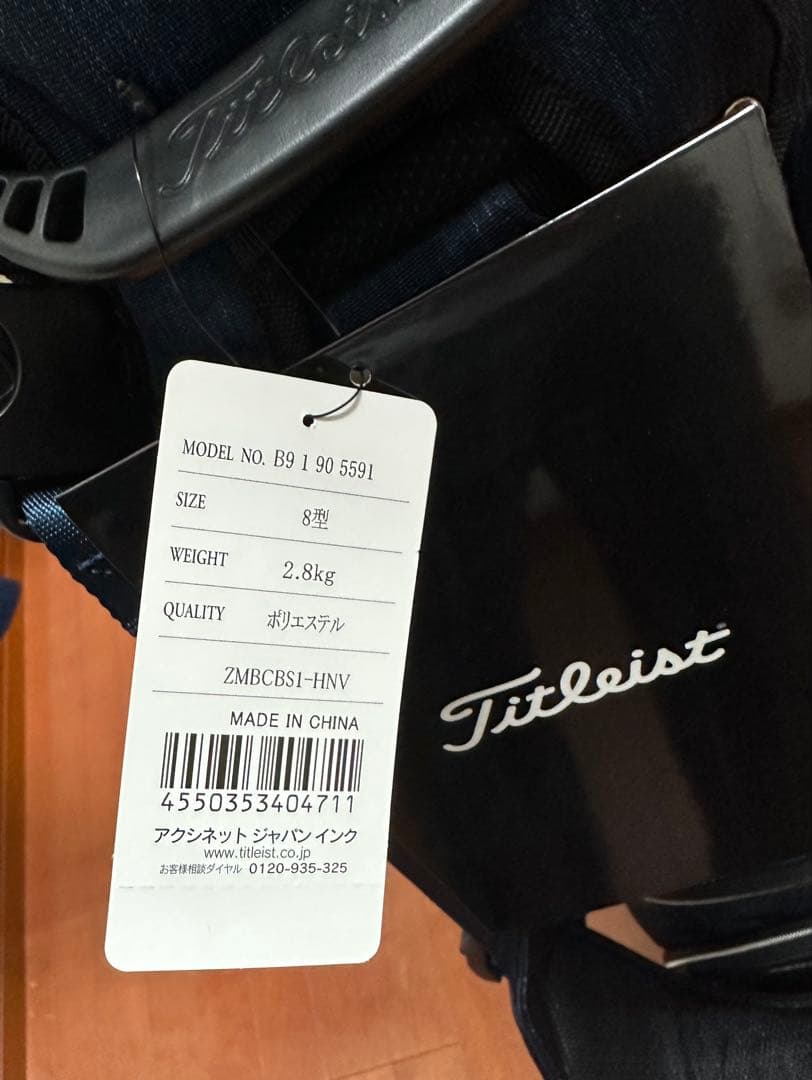 Titleist
MODEL NO. B9 1 90 5591
SIZE 8型
WEIGHT 2.8kg
QUALITY ポリエステル
ZMBCBS1-HNV
MADE IN CHINA
4550353404711
アクシネット ジャパン インク
www.titleist.co.jp
お客様相談ダイヤル 0120-935-325
Titleist